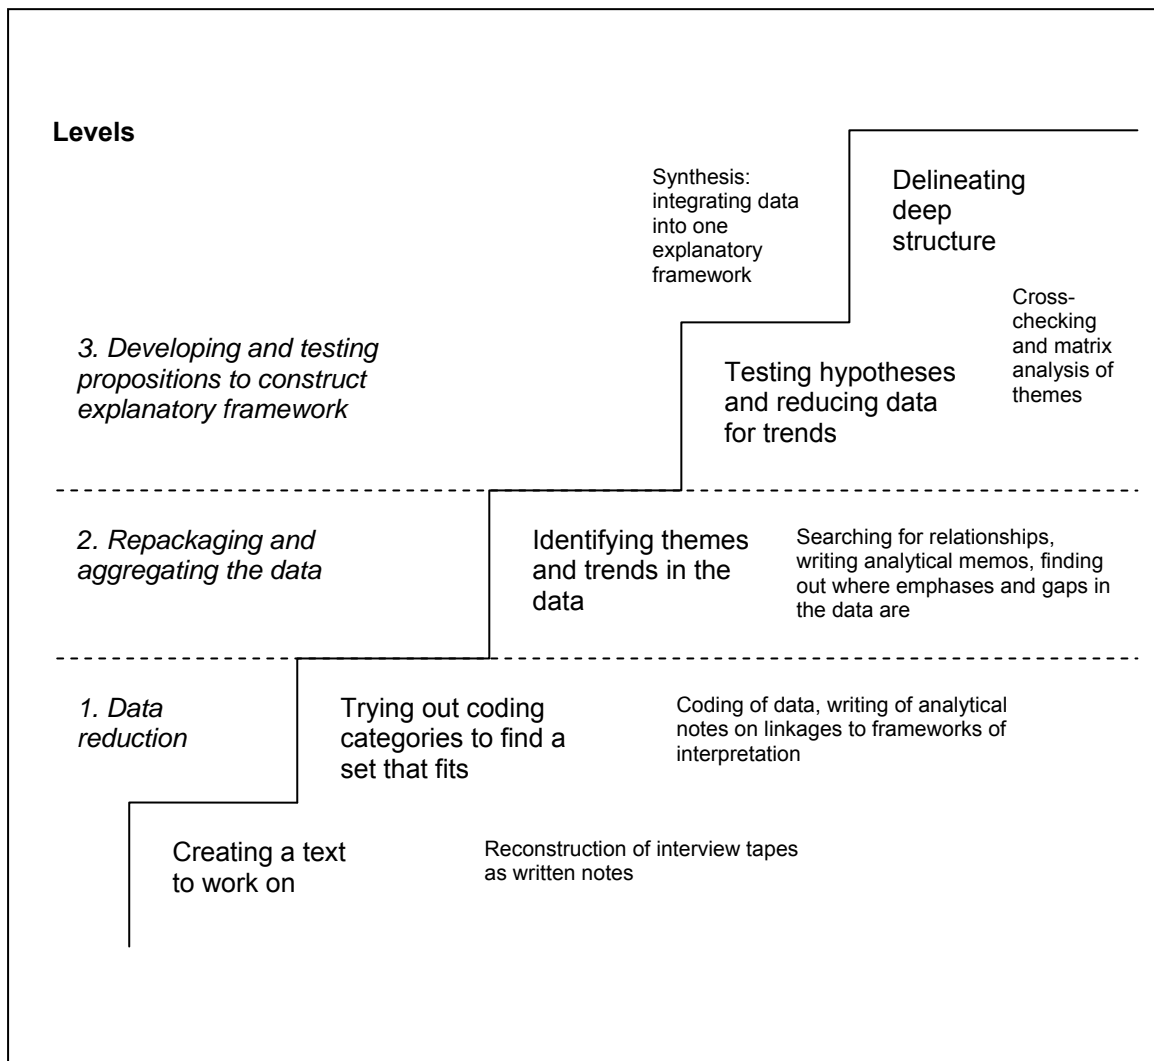 Levels
Synthesis:
integrating data
into one
explanatory
framework
Delineating
deep
structure
Cross-
checking
and matrix
analysis of
themes
3. Developing and testing
propositions to construct
explanatory framework
Testing hypotheses
and reducing data
for trends
2. Repackaging and
aggregating the data
Identifying themes
and trends in the
data
Searching for relationships,
writing analytical memos, finding
out where emphases and gaps in
the data are
1. Data
reduction
Trying out coding
categories to find a
set that fits
Coding of data, writing of analytical
notes on linkages to frameworks of
interpretation
Creating a text
to work on
Reconstruction of interview tapes
as written notes